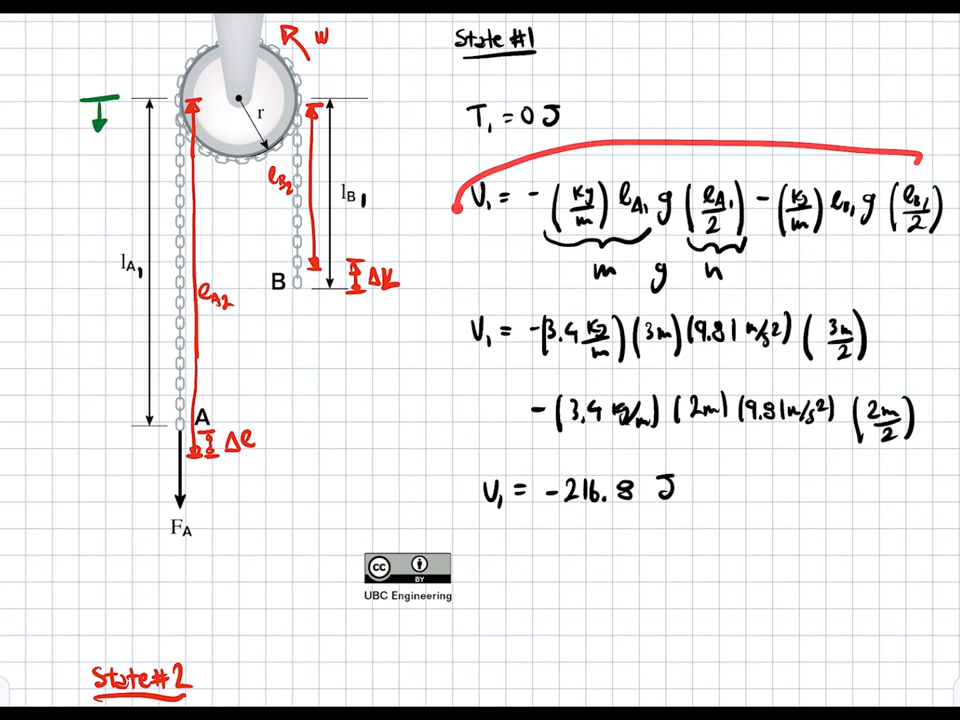 State #1
R W
T₁ = 0 J
r
l_B₂
l_B₁
V₁ = - (kg/m) l_A₁ g (l_A₁/2) - (kg/m) l_B₁ g (l_B₁/2)
m g h
l_A₁
B
Δl
l_A₂
V₁ = -(3.4 kg/m) (3m) (9.81 m/s²) (3m/2)
- (3.4 kg/m) (2m) (9.81 m/s²) (2m/2)
A
Δl
V₁ = -216.8 J
F_A
cc BY
UBC Engineering
State #2